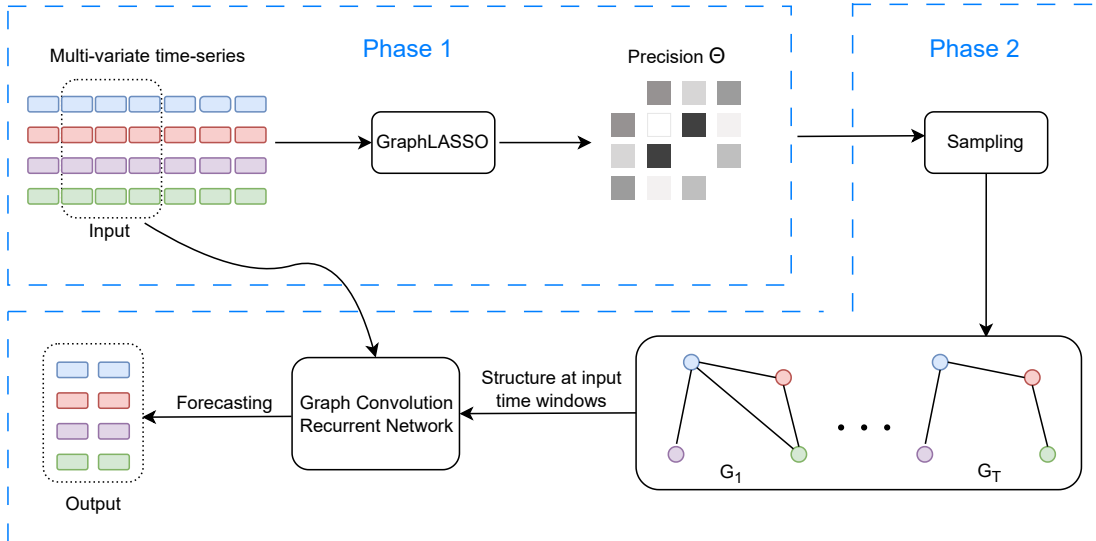 Phase 1
Phase 2
Multi-variate time-series
Precision Θ
GraphLASSO
Sampling
Input
Structure at input
time windows
Forecasting
Graph Convolution
Recurrent Network
G1
GT
Output